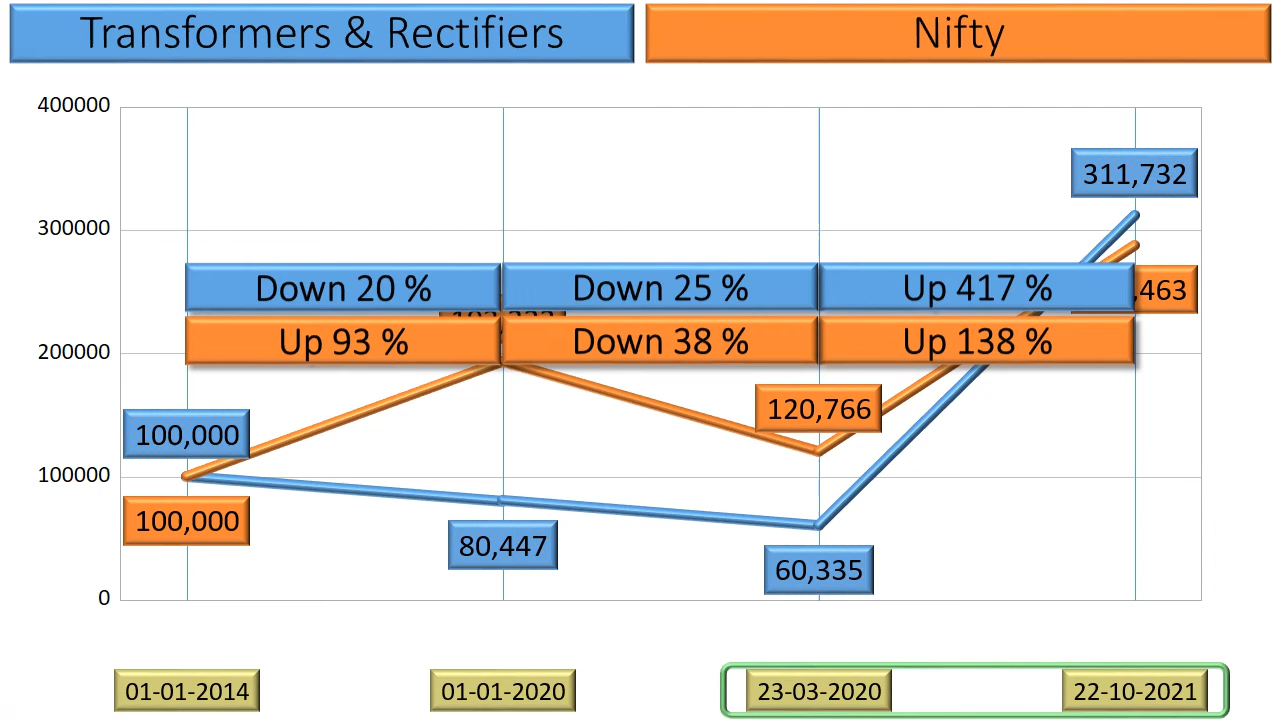 Transformers & Rectifiers
Nifty
400000
311,732
300000
Down 20 %
Down 25 %
Up 417 %
,463
Up 93 %
Down 38 %
Up 138 %
200000
120,766
100,000
100000
100,000
80,447
60,335
0
01-01-2014
01-01-2020
23-03-2020
22-10-2021